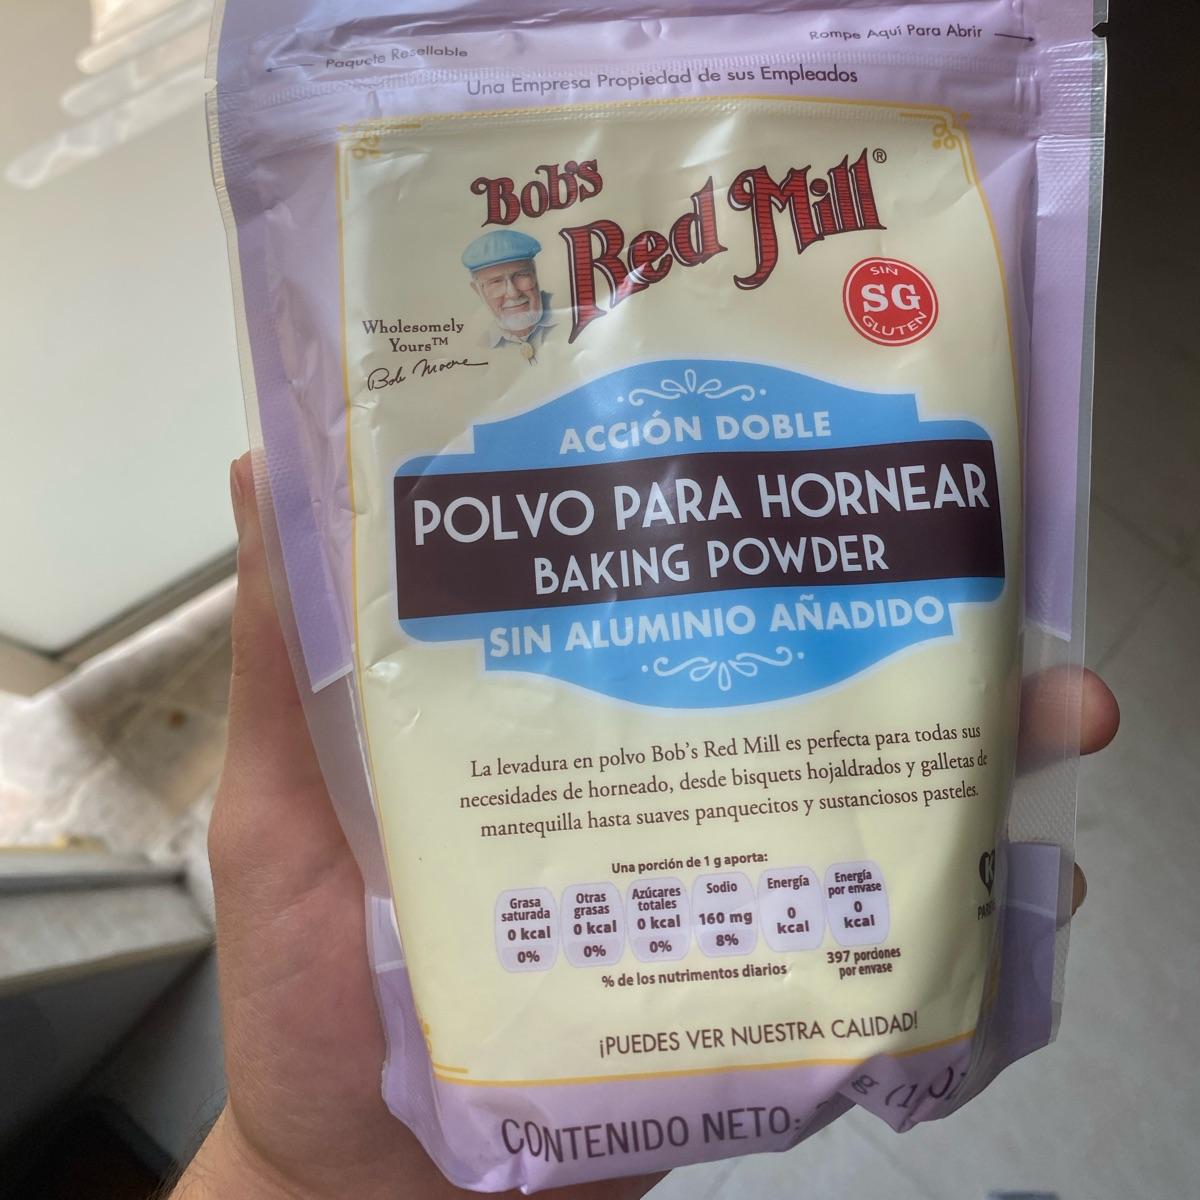 Paquete Resellable
Rompe Aquí Para Abrir
Una Empresa Propiedad de sus Empleados
Bob's
Red Mill®
SIN
SG
GLUTEN
Wholesomely
Yours™
Bob Moore
ACCIÓN DOBLE
POLVO PARA HORNEAR
BAKING POWDER
SIN ALUMINIO AÑADIDO
La levadura en polvo Bob's Red Mill es perfecta para todas sus
necesidades de horneado, desde bisquets hojaldrados y galletas de
mantequilla hasta suaves panquecitos y sustanciosos pasteles.
Una porción de 1 g aporta:
Grasa saturada 0 kcal 0%
Otras grasas 0 kcal 0%
Azúcares totales 0 kcal 0%
Sodio 160 mg 8%
Energía 0 kcal
Energía por envase 0 kcal
% de los nutrimentos diarios
397 porciones
por envase
K
¡PUEDES VER NUESTRA CALIDAD!
CONTENIDO NETO: